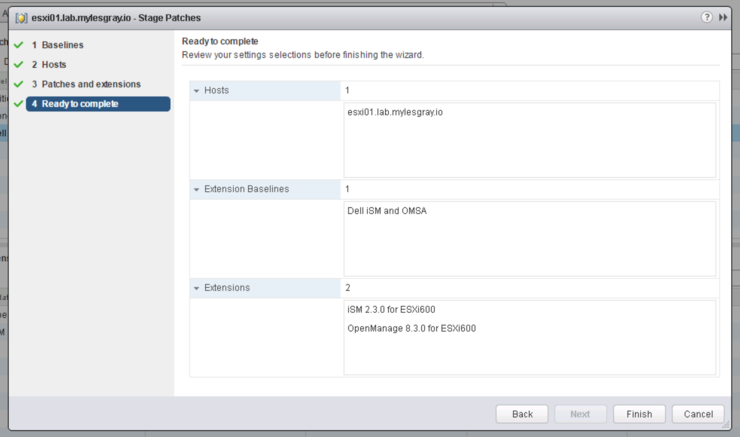 esxi01.lab.mylesgray.io - Stage Patches
?
1 Baselines
2 Hosts
3 Patches and extensions
4 Ready to complete
Ready to complete
Review your settings selections before finishing the wizard.
Hosts 1
esxi01.lab.mylesgray.io
Extension Baselines 1
Dell iSM and OMSA
Extensions 2
iSM 2.3.0 for ESXi600
OpenManage 8.3.0 for ESXi600
Back Next Finish Cancel